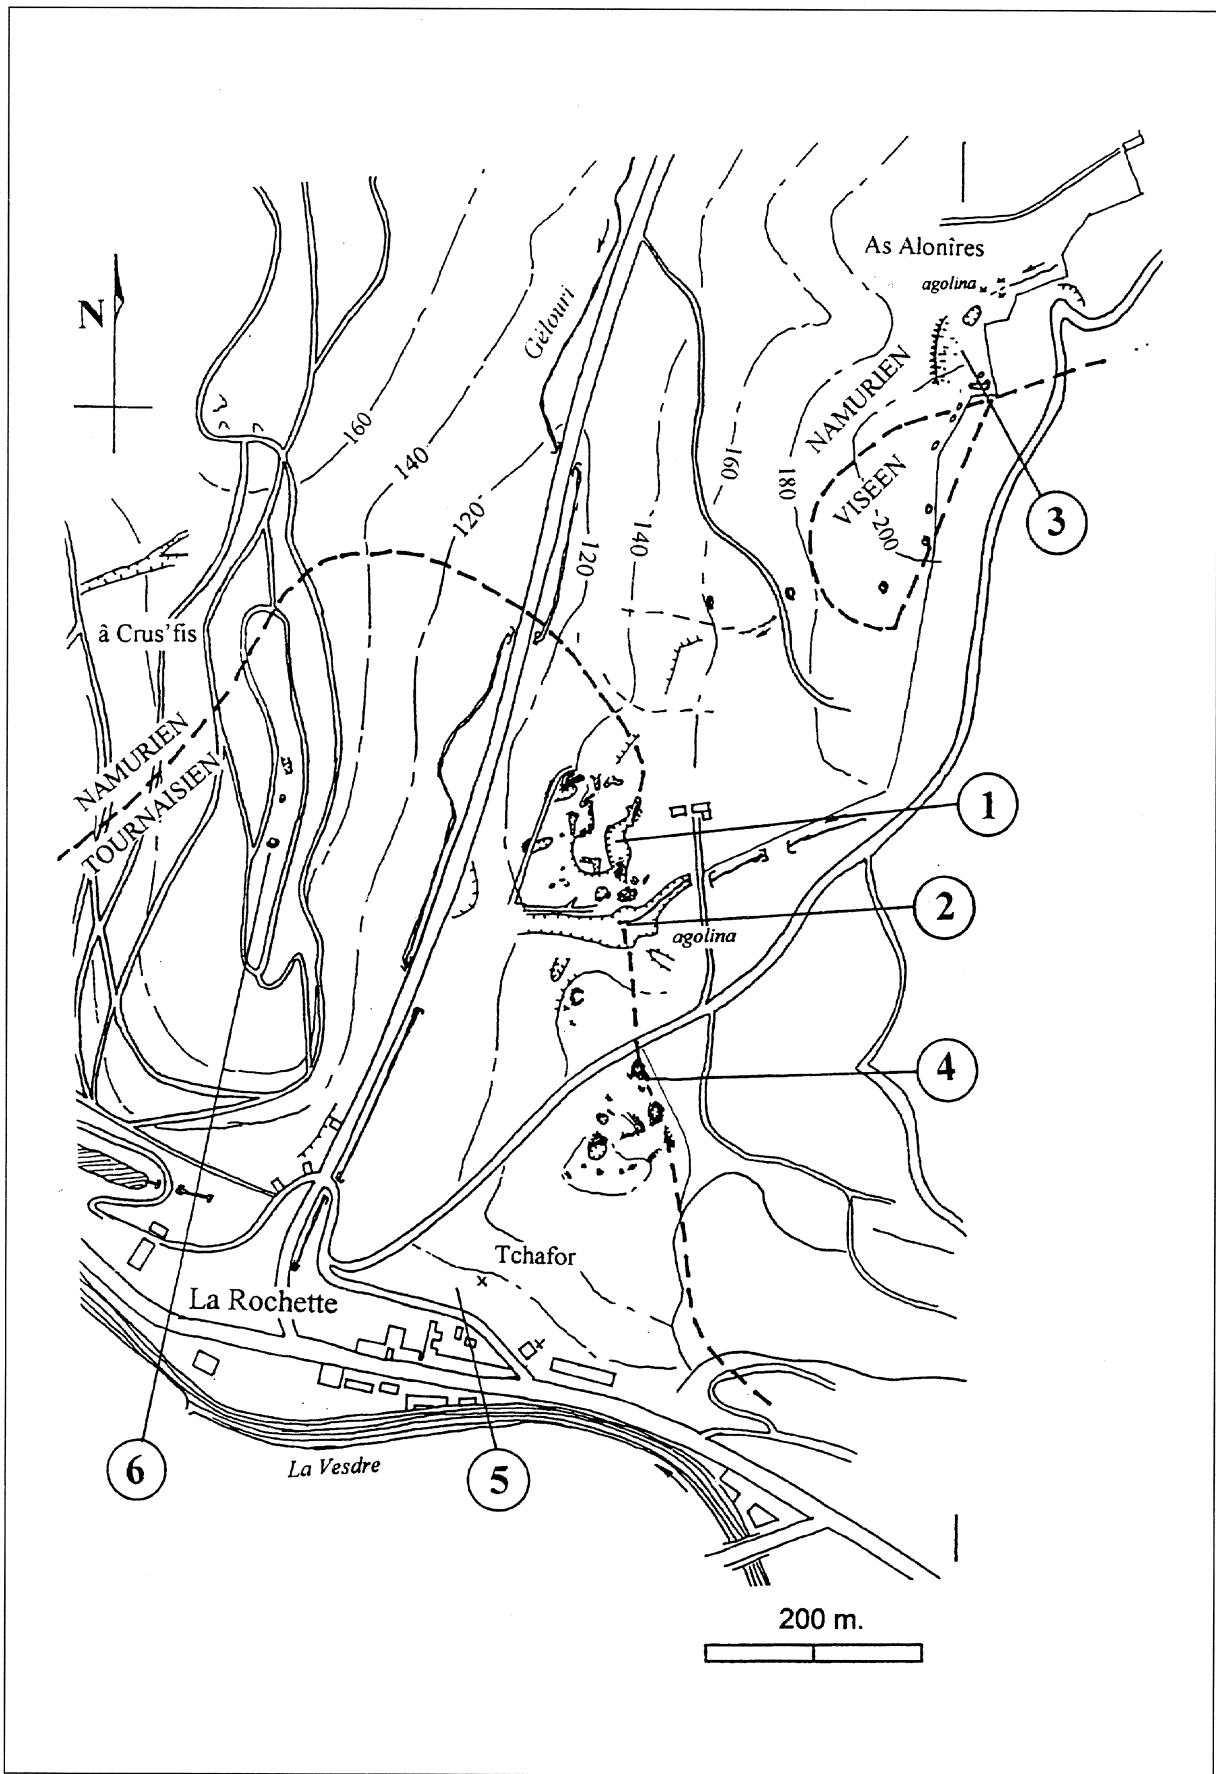 As Alonîres
agolina
N
Gélouri
NAMURIEN
VISÉEN
160
140
120
120
140
160
180
200
3
â Crus'fis
NAMURIEN
TOURNAISIEN
1
2
agolina
4
Tchafor
La Rochette
6
La Vesdre
5
200 m.